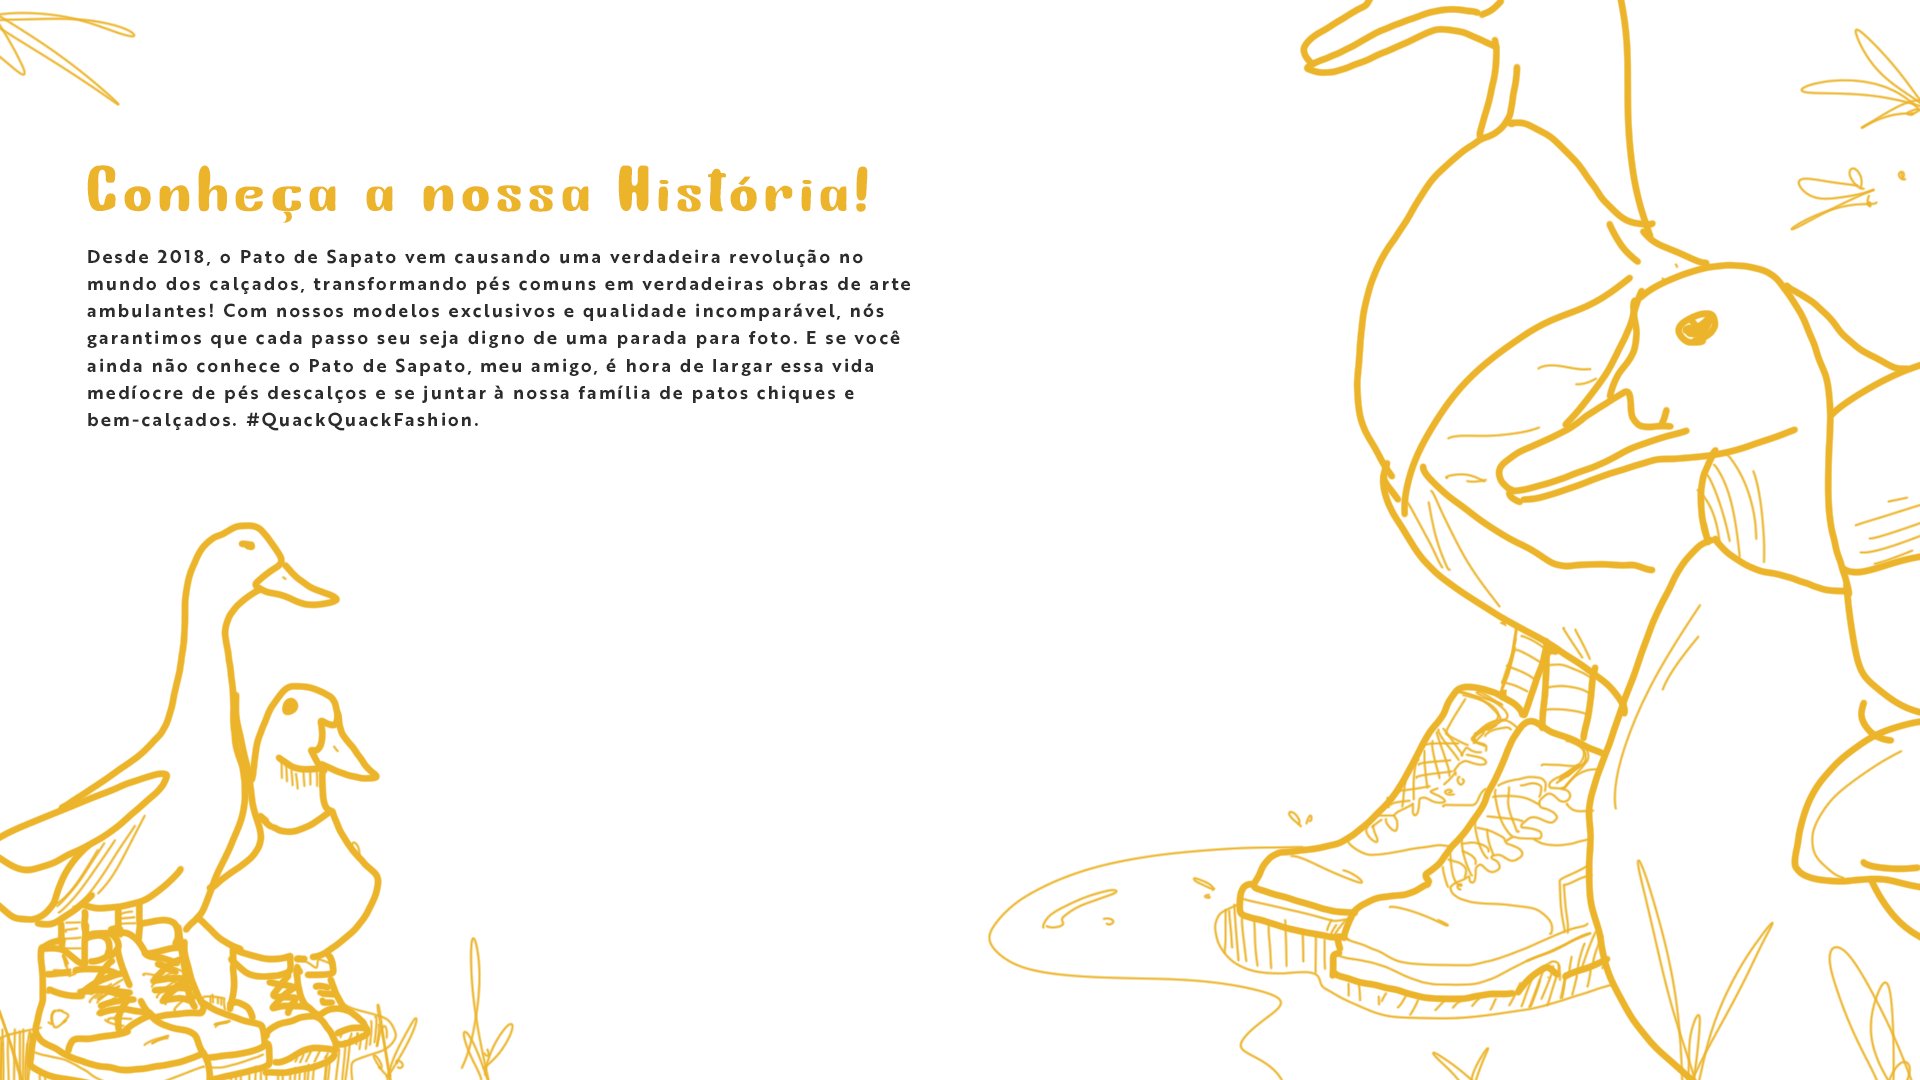 Conheça a nossa História!
Desde 2018, o Pato de Sapato vem causando uma verdadeira revolução no
mundo dos calçados, transformando pés comuns em verdadeiras obras de arte
ambulantes! Com nossos modelos exclusivos e qualidade incomparável, nós
garantimos que cada passo seu seja digno de uma parada para foto. E se você
ainda não conhece o Pato de Sapato, meu amigo, é hora de largar essa vida
medíocre de pés descalços e se juntar à nossa família de patos chiques e
bem-calçados. #QuackQuackFashion.